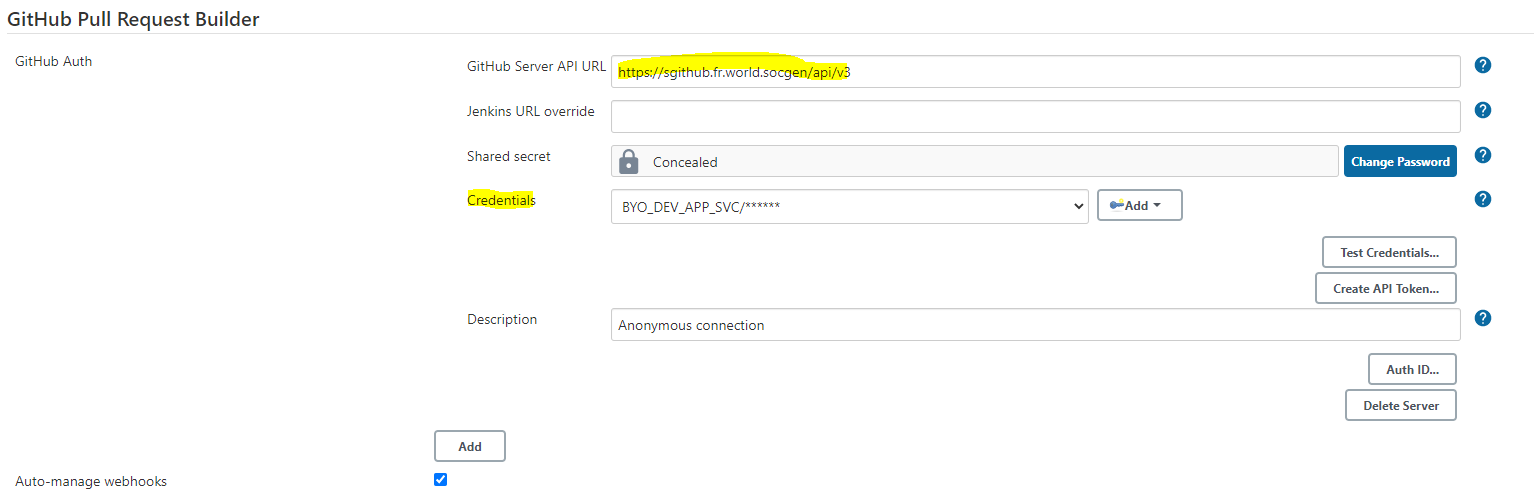 GitHub Pull Request Builder
GitHub Auth
GitHub Server API URL https://sgithub.fr.world.socgen/api/v3 ?
Jenkins URL override ?
Shared secret Concealed Change Password ?
Credentials BYO_DEV_APP_SVC/****** Add ?
Test Credentials...
Create API Token...
Description Anonymous connection ?
Auth ID...
Delete Server
Add
Auto-manage webhooks